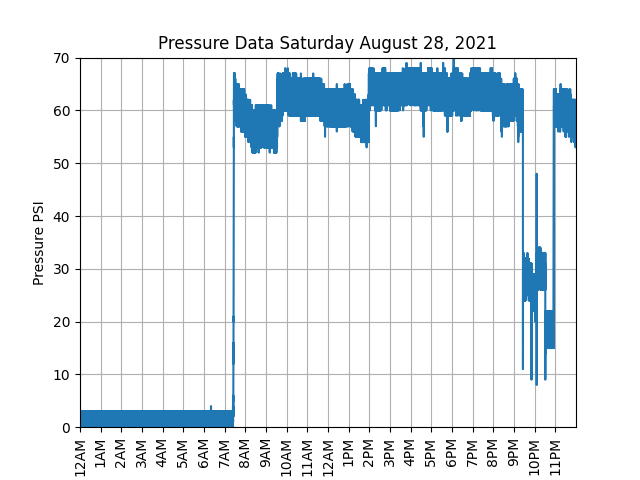 Pressure Data Saturday August 28, 2021
Pressure PSI
70
60
50
40
30
20
10
0
12AM
1AM
2AM
3AM
4AM
5AM
6AM
7AM
8AM
9AM
10AM
11AM
12AM
1PM
2PM
3PM
4PM
5PM
6PM
7PM
8PM
9PM
10PM
11PM